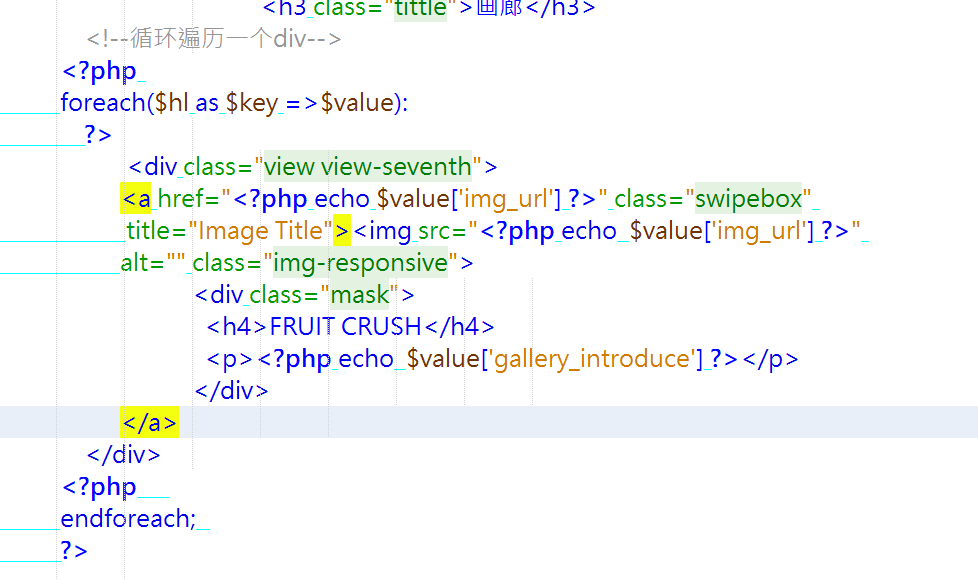 <h3 class="tittle">画廊</h3>
<!--循环遍历一个div-->
<?php
foreach($hl as $key =>$value):
?>
<div class="view view-seventh">
<a href="<?php echo $value['img_url'] ?>" class="swipebox"
title="Image Title"><img src="<?php echo $value['img_url'] ?>"
alt="" class="img-responsive">
<div class="mask">
<h4>FRUIT CRUSH</h4>
<p><?php echo $value['gallery_introduce'] ?></p>
</div>
</a>
</div>
<?php
endforeach;
?>